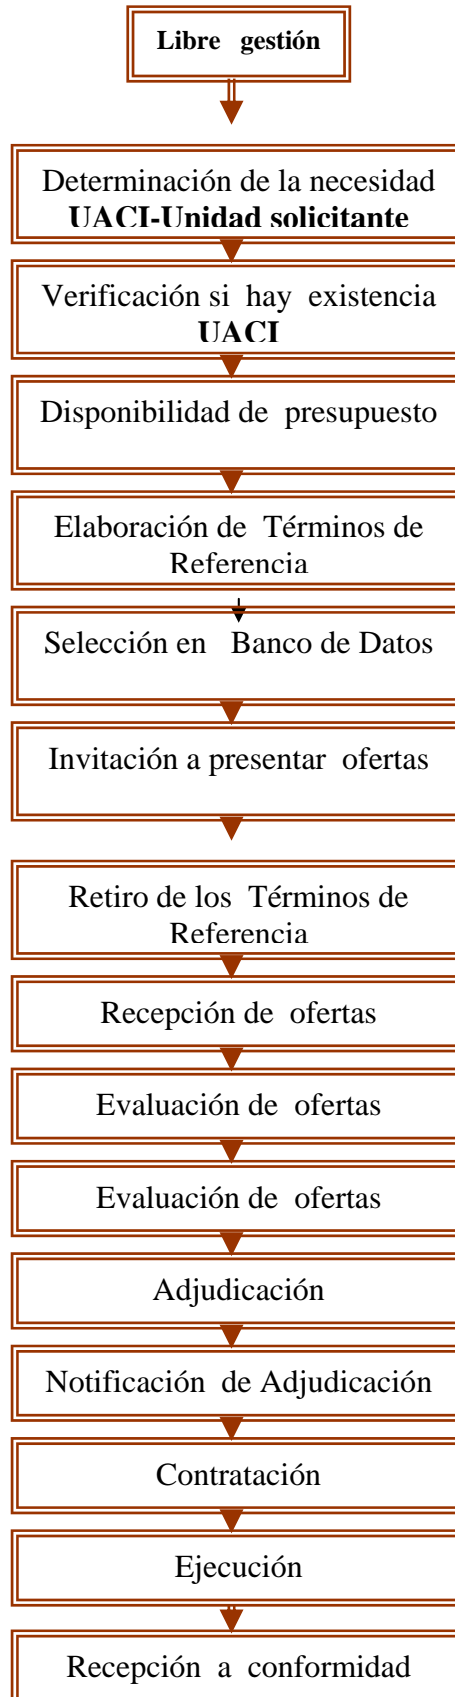 Libre gestión
Determinación de la necesidad
UACI-Unidad solicitante
Verificación si hay existencia
UACI
Disponibilidad de presupuesto
Elaboración de Términos de
Referencia
Selección en Banco de Datos
Invitación a presentar ofertas
Retiro de los Términos de
Referencia
Recepción de ofertas
Evaluación de ofertas
Evaluación de ofertas
Adjudicación
Notificación de Adjudicación
Contratación
Ejecución
Recepción a conformidad